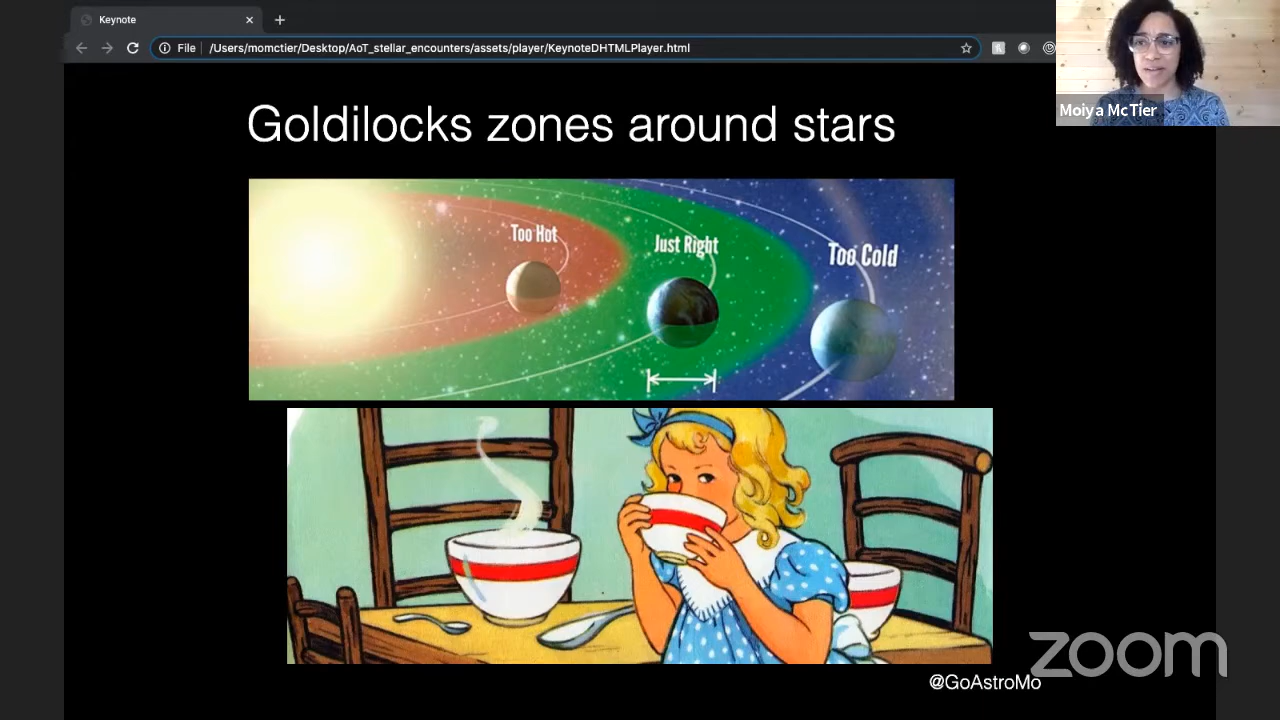 Keynote
File
/Users/momctier/Desktop/AoT_stellar_encounters/assets/player/KeynoteDHTMLPlayer.html
Moiya McTier
Goldilocks zones around stars
Too Hot
Just Right
Too Cold
zoom
@GoAstroMo